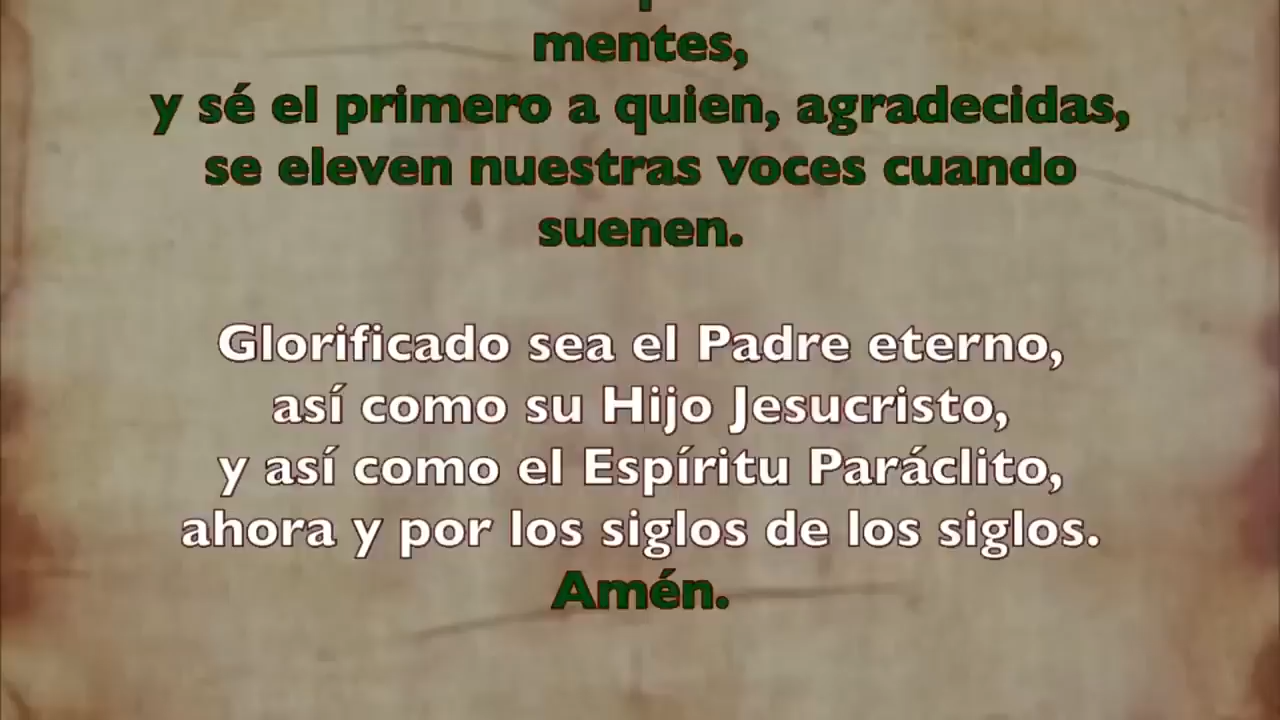 mentes,
y sé el primero a quien, agradecidas,
se eleven nuestras voces cuando
suenen.
Glorificado sea el Padre eterno,
así como su Hijo Jesucristo,
y así como el Espíritu Paráclito,
ahora y por los siglos de los siglos.
Amén.